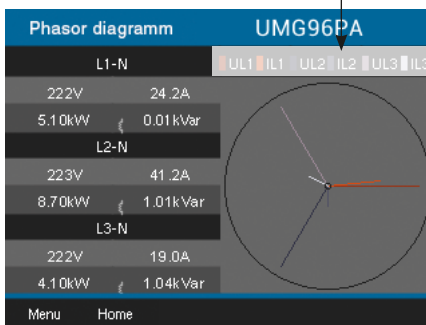 Phasor diagramm UMG96PA
L1-N
UL1 IL1 UL2 IL2 UL3 IL3
222V 24.2A
5.10kW 0.01kVar
L2-N
223V 41.2A
8.70kW 1.01kVar
L3-N
222V 19.0A
4.10kW 1.04kVar
Menu Home